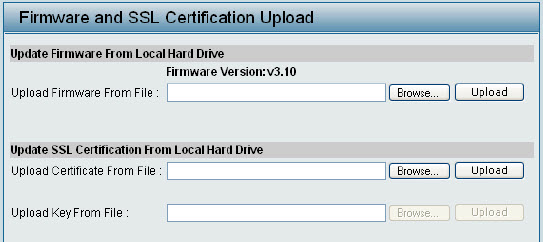 Firmware and SSL Certification Upload
Update Firmware From Local Hard Drive
Firmware Version: v3.10
Upload Firmware From File : Browse... Upload
Update SSL Certification From Local Hard Drive
Upload Certificate From File : Browse... Upload
Upload Key From File : Browse... Upload